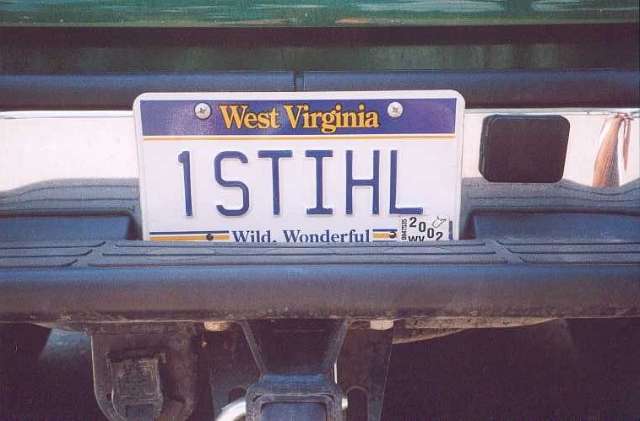 West Virginia
1STIHL
Wild, Wonderful
2002
WV